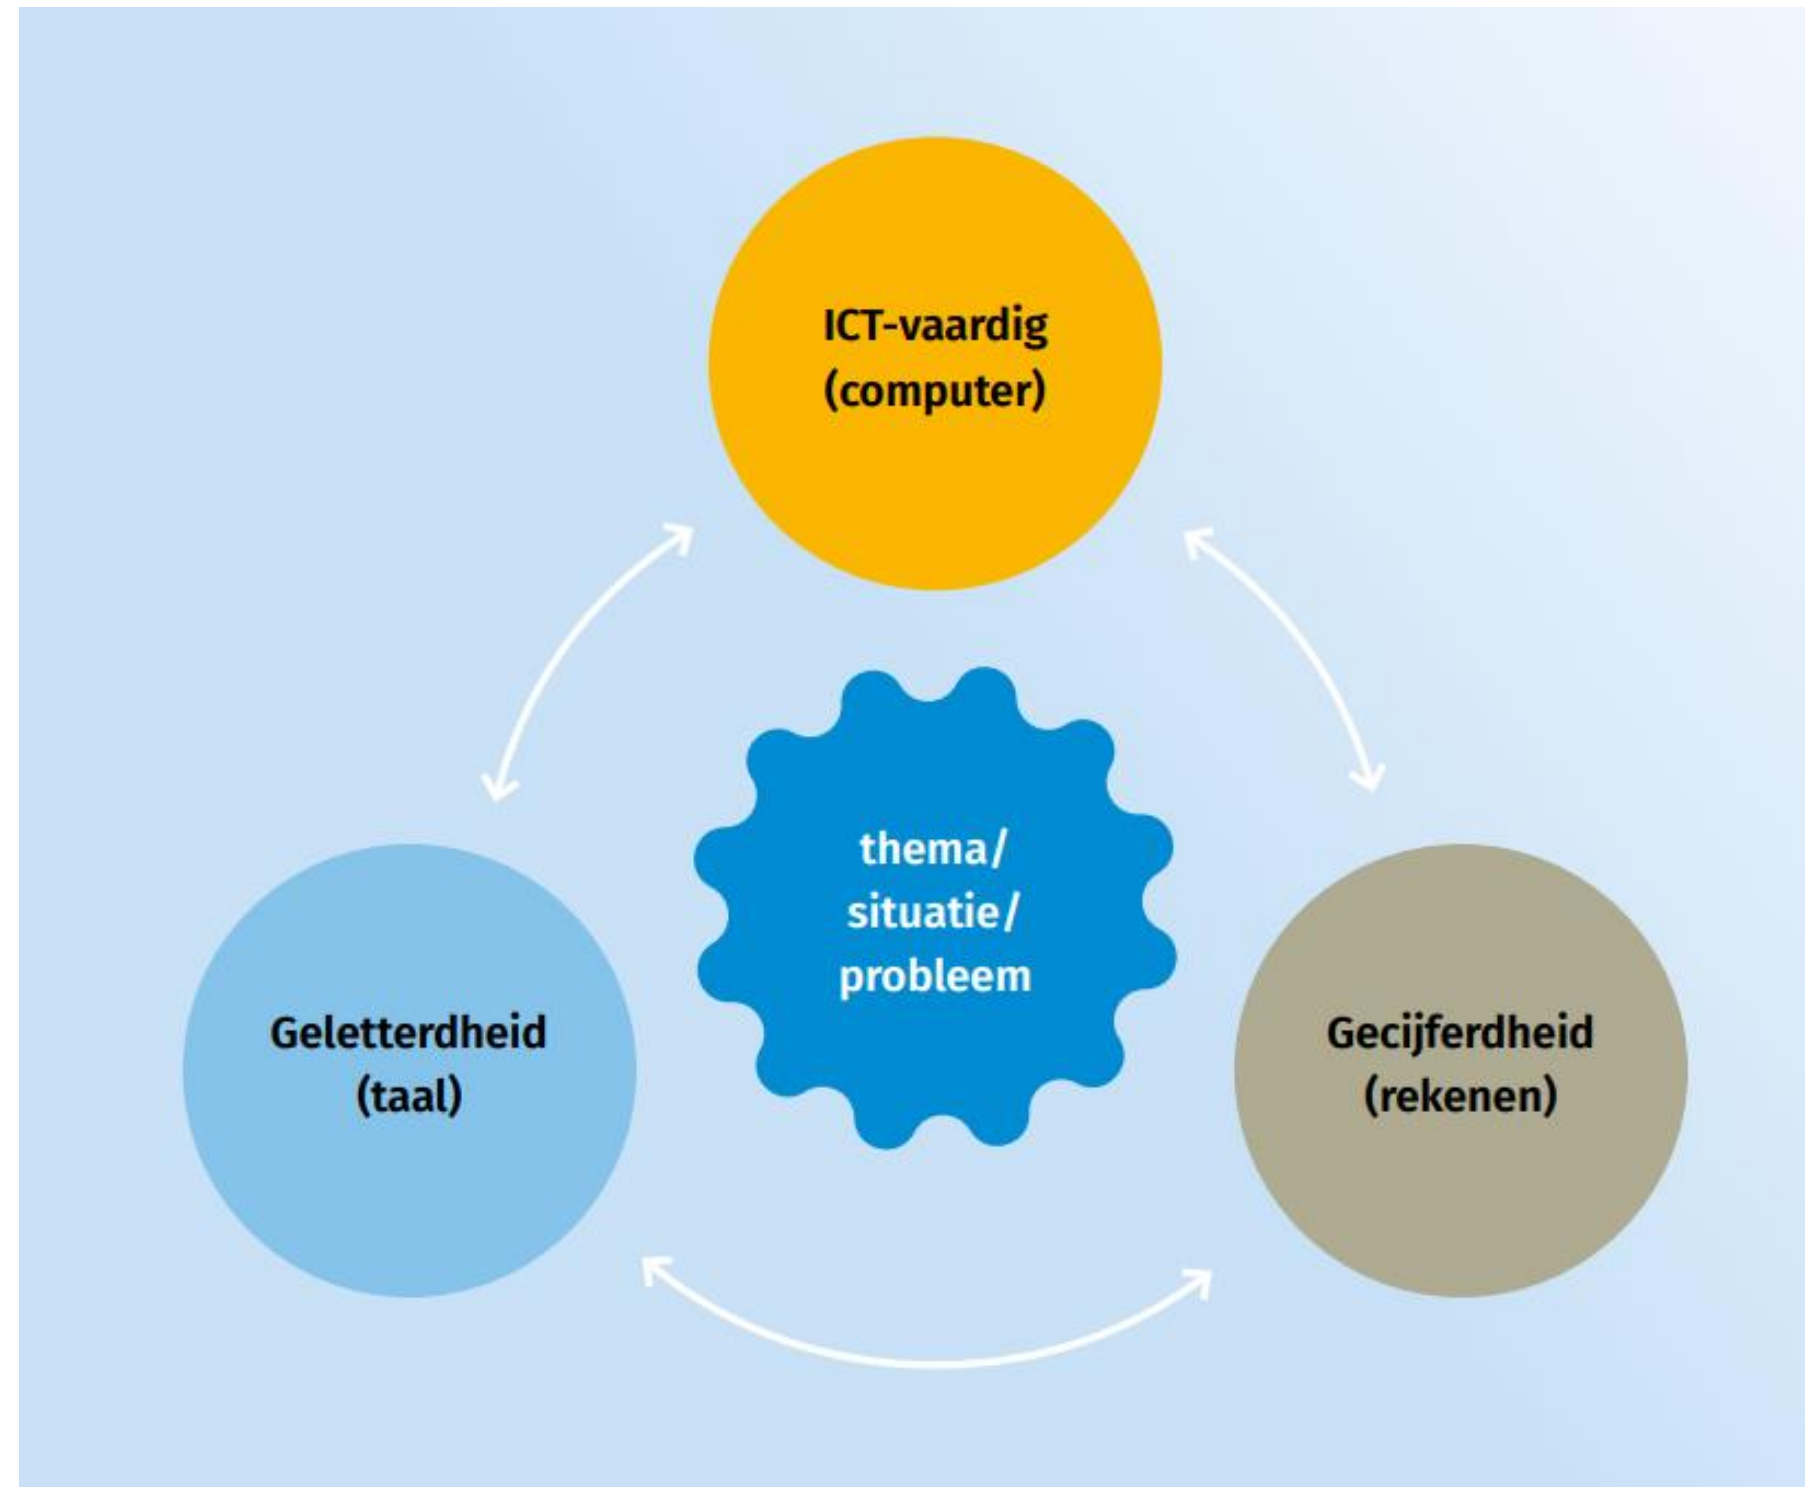 ICT-vaardig
(computer)
thema/
situatie/
probleem
Geletterdheid
(taal)
Gecijferdheid
(rekenen)